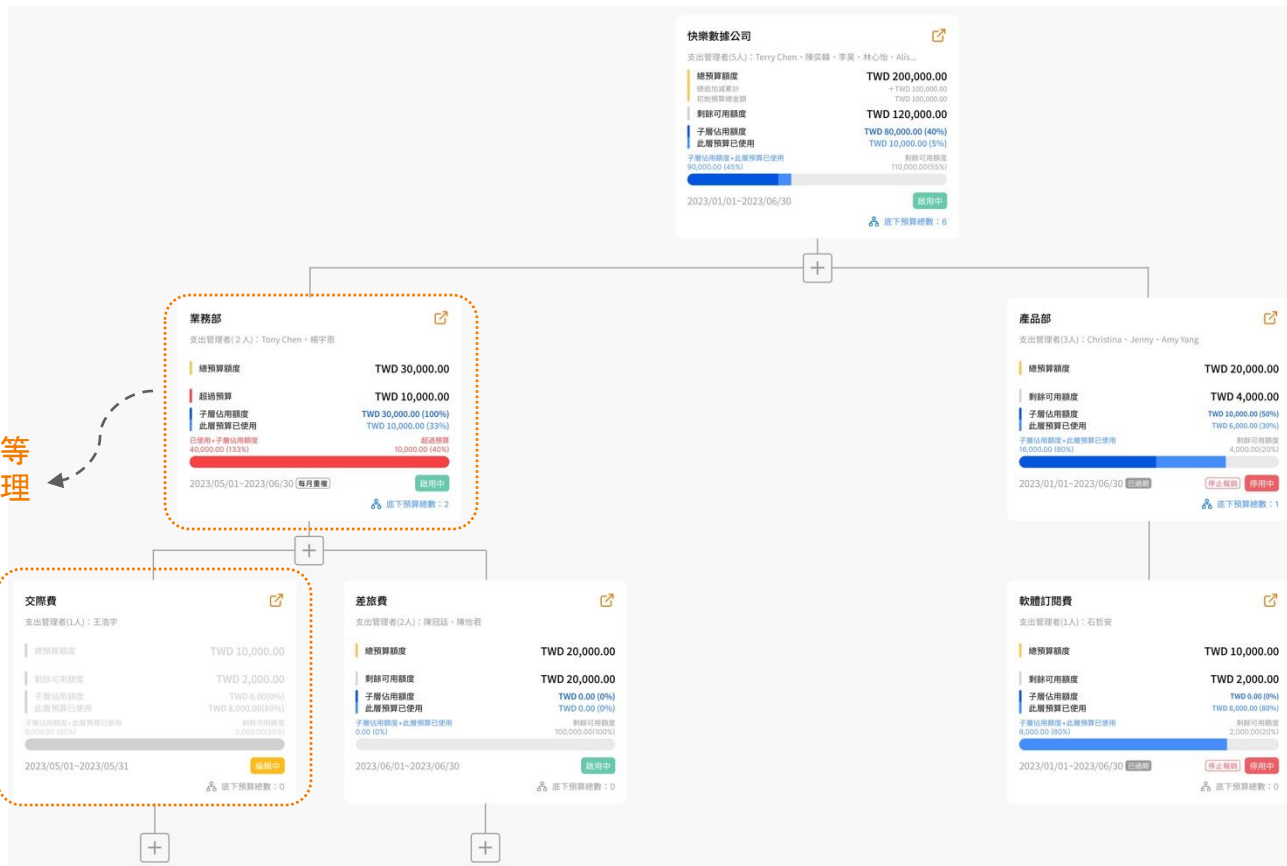 快樂數據公司
支出管理者(5人)：Terry Chen、陳奕韓、李昊、林心怡、Alis...
總預算額度 TWD 200,000.00
總追加減累計 +TWD 100,000.00
初始預算總金額 TWD 100,000.00
剩餘可用額度 TWD 120,000.00
子層佔用額度 TWD 80,000.00 (40%)
此層預算已使用 TWD 10,000.00 (5%)
子層佔用額度+此層預算已使用 剩餘可用額度
90,000.00 (45%) 110,000.00(55%)
2023/01/01~2023/06/30 啟用中
底下預算總數：6
業務部
支出管理者( 2 人)：Tony Chen、楊宇恩
總預算額度 TWD 30,000.00
超過預算 TWD 10,000.00
子層佔用額度 TWD 30,000.00 (100%)
此層預算已使用 TWD 10,000.00 (33%)
已使用+子層佔用額度 超過預算
40,000.00 (133%) 10,000.00 (40%)
2023/05/01~2023/06/30 每月重複 啟用中
底下預算總數：2
產品部
支出管理者(3人)：Christina、Jenny、Amy Yang
總預算額度 TWD 20,000.00
剩餘可用額度 TWD 4,000.00
子層佔用額度 TWD 10,000.00 (50%)
此層預算已使用 TWD 6,000.00 (30%)
子層佔用額度+此層預算已使用 剩餘可用額度
16,000.00 (80%) 4,000.00(20%)
2023/01/01~2023/06/30 已過期 停止報銷 停用中
底下預算總數：1
等
理
交際費
支出管理者(1人)：王浩宇
總預算額度 TWD 10,000.00
剩餘可用額度 TWD 2,000.00
子層佔用額度 TWD 0.00(0%)
此層預算已使用 TWD 8,000.00(80%)
子層佔用額度+此層預算已使用 剩餘可用額度
8,000.00 (80%) 2,000.00(20%)
2023/05/01~2023/05/31 編輯中
底下預算總數：0
差旅費
支出管理者(2人)：陳冠廷、陳怡君
總預算額度 TWD 20,000.00
剩餘可用額度 TWD 20,000.00
子層佔用額度 TWD 0.00 (0%)
此層預算已使用 TWD 0.00 (0%)
子層佔用額度+此層預算已使用 剩餘可用額度
0.00 (0%) 100,000.00(100%)
2023/06/01~2023/06/30 啟用中
底下預算總數：0
軟體訂閱費
支出管理者(1人)：石哲安
總預算額度 TWD 10,000.00
剩餘可用額度 TWD 2,000.00
子層佔用額度 TWD 0.00 (0%)
此層預算已使用 TWD 8,000.00 (80%)
子層佔用額度+此層預算已使用 剩餘可用額度
8,000.00 (80%) 2,000.00(20%)
2023/01/01~2023/06/30 已過期 停止報銷 停用中
底下預算總數：0